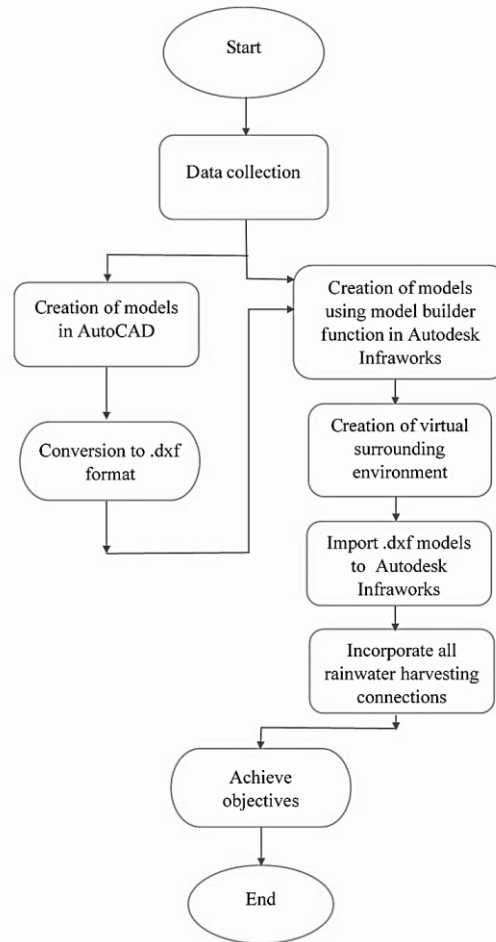 Start
Data collection
Creation of models
in AutoCAD
Conversion to .dxf
format
Creation of models
using model builder
function in Autodesk
Infraworks
Creation of virtual
surrounding
environment
Import .dxf models
to Autodesk
Infraworks
Incorporate all
rainwater harvesting
connections
Achieve
objectives
End